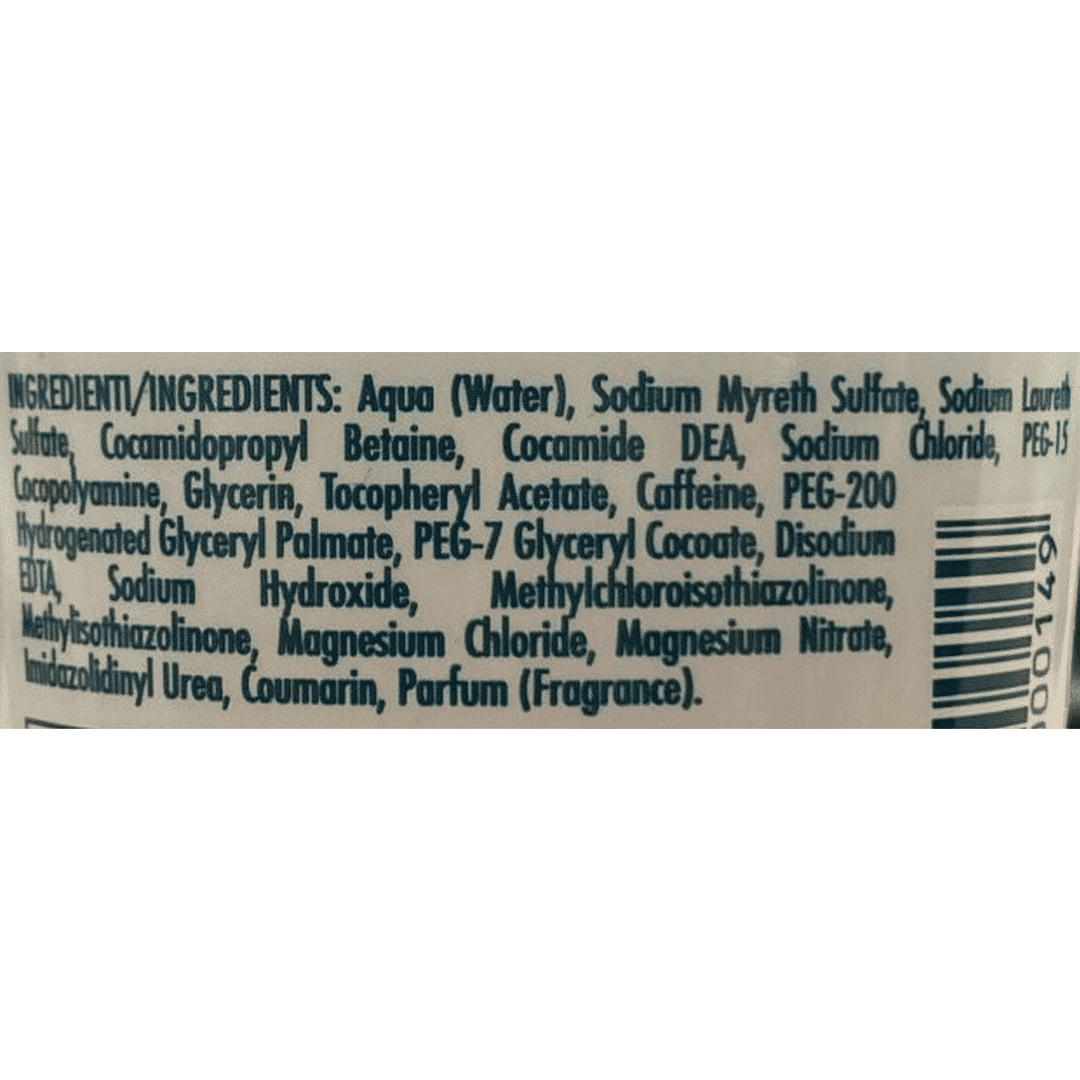 INGREDIENTI/INGREDIENTS: Aqua (Water), Sodium Myreth Sulfate, Sodium Laureth
Sulfate, Cocamidopropyl Betaine, Cocamide DEA, Sodium Chloride, PEG-15
Cocopolyamine, Glycerin, Tocopheryl Acetate, Caffeine, PEG-200
Hydrogenated Glyceryl Palmate, PEG-7 Glyceryl Cocoate, Disodium
EDTA, Sodium Hydroxide, Methylchloroisothiazolinone,
Methylisothiazolinone, Magnesium Chloride, Magnesium Nitrate,
Imidazolidinyl Urea, Coumarin, Parfum (Fragrance).